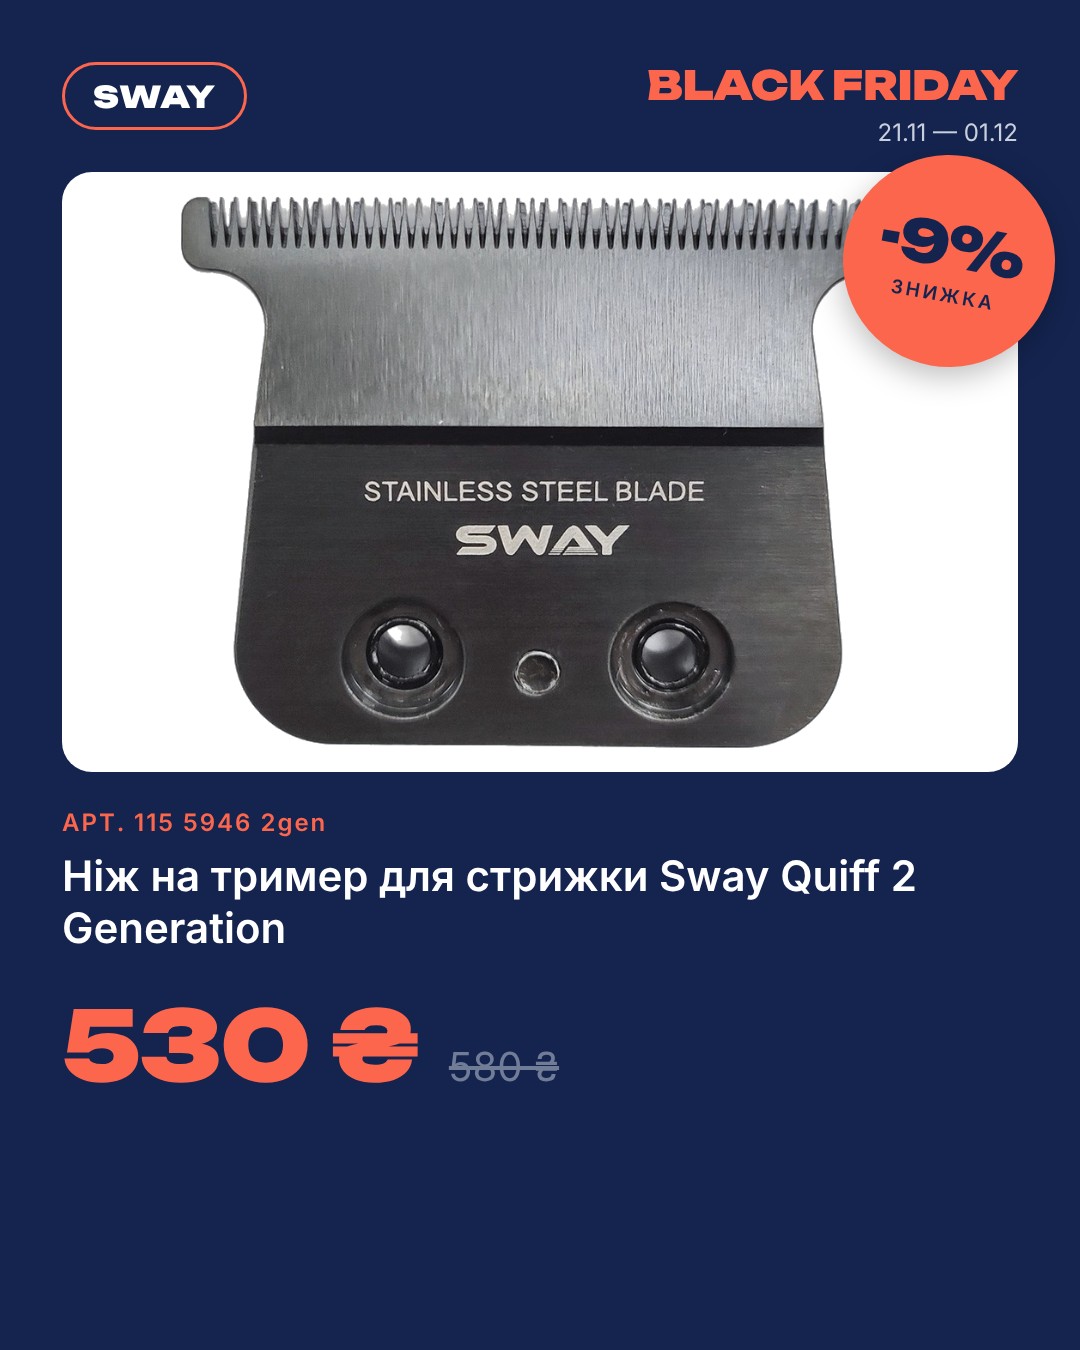 SWAY
BLACK FRIDAY
21.11 — 01.12
-9%
ЗНИЖКА
STAINLESS STEEL BLADE
SWAY
АРТ. 115 5946 2gen
Ніж на тример для стрижки Sway Quiff 2
Generation
530 ₴ 580 ₴